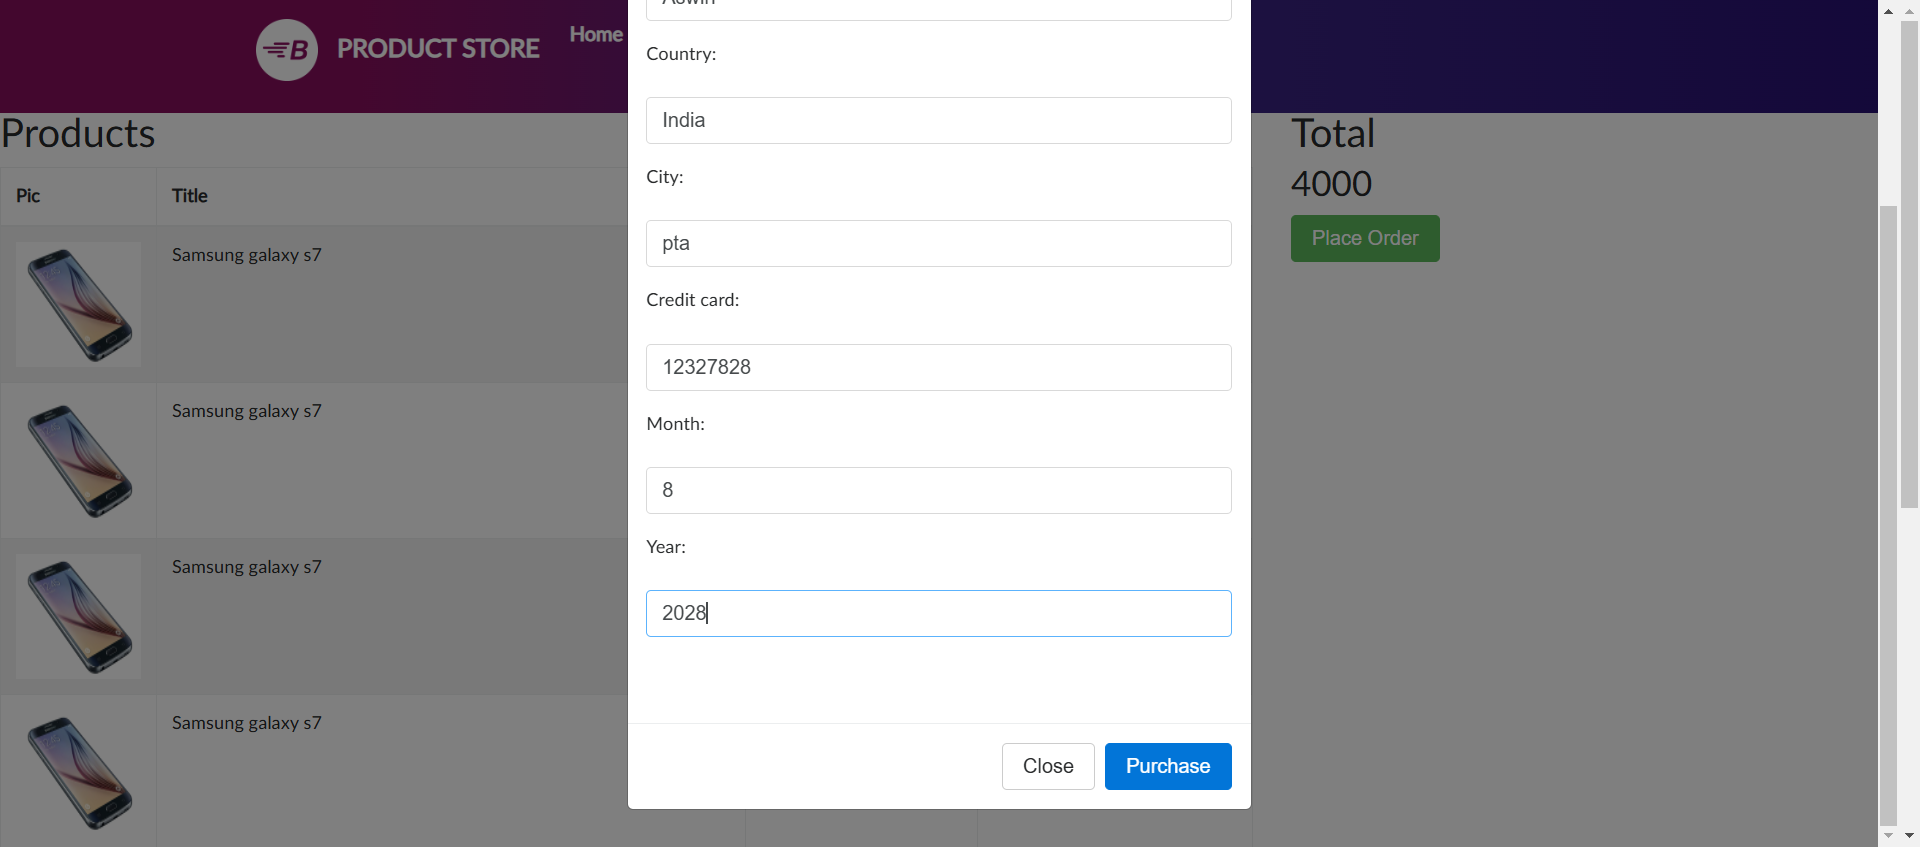 PRODUCT STORE
Home
Products
Pic
Title
Samsung galaxy s7
Samsung galaxy s7
Samsung galaxy s7
Samsung galaxy s7
Country:
India
City:
pta
Credit card:
12327828
Month:
8
Year:
2028
Close
Purchase
Total
4000
Place Order